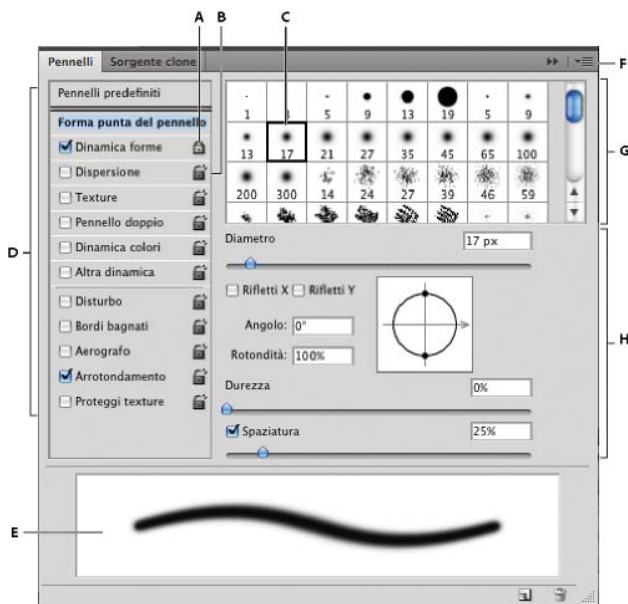 A B C
Pennelli Sorgente clone
F
Pennelli predefiniti
Forma punta del pennello
Dinamica forme
Dispersione
Texture
Pennello doppio
Dinamica colori
Altra dinamica
Disturbo
Bordi bagnati
Aerografo
Arrotondamento
Proteggi texture
D
1 3 5 9 13 19 5 9
13 17 21 27 35 45 65 100
200 300 14 24 27 39 46 59
G
Diametro 17 px
Rifletti X Rifletti Y
Angolo: 0°
Rotondità: 100%
Durezza 0%
Spaziatura 25%
H
E